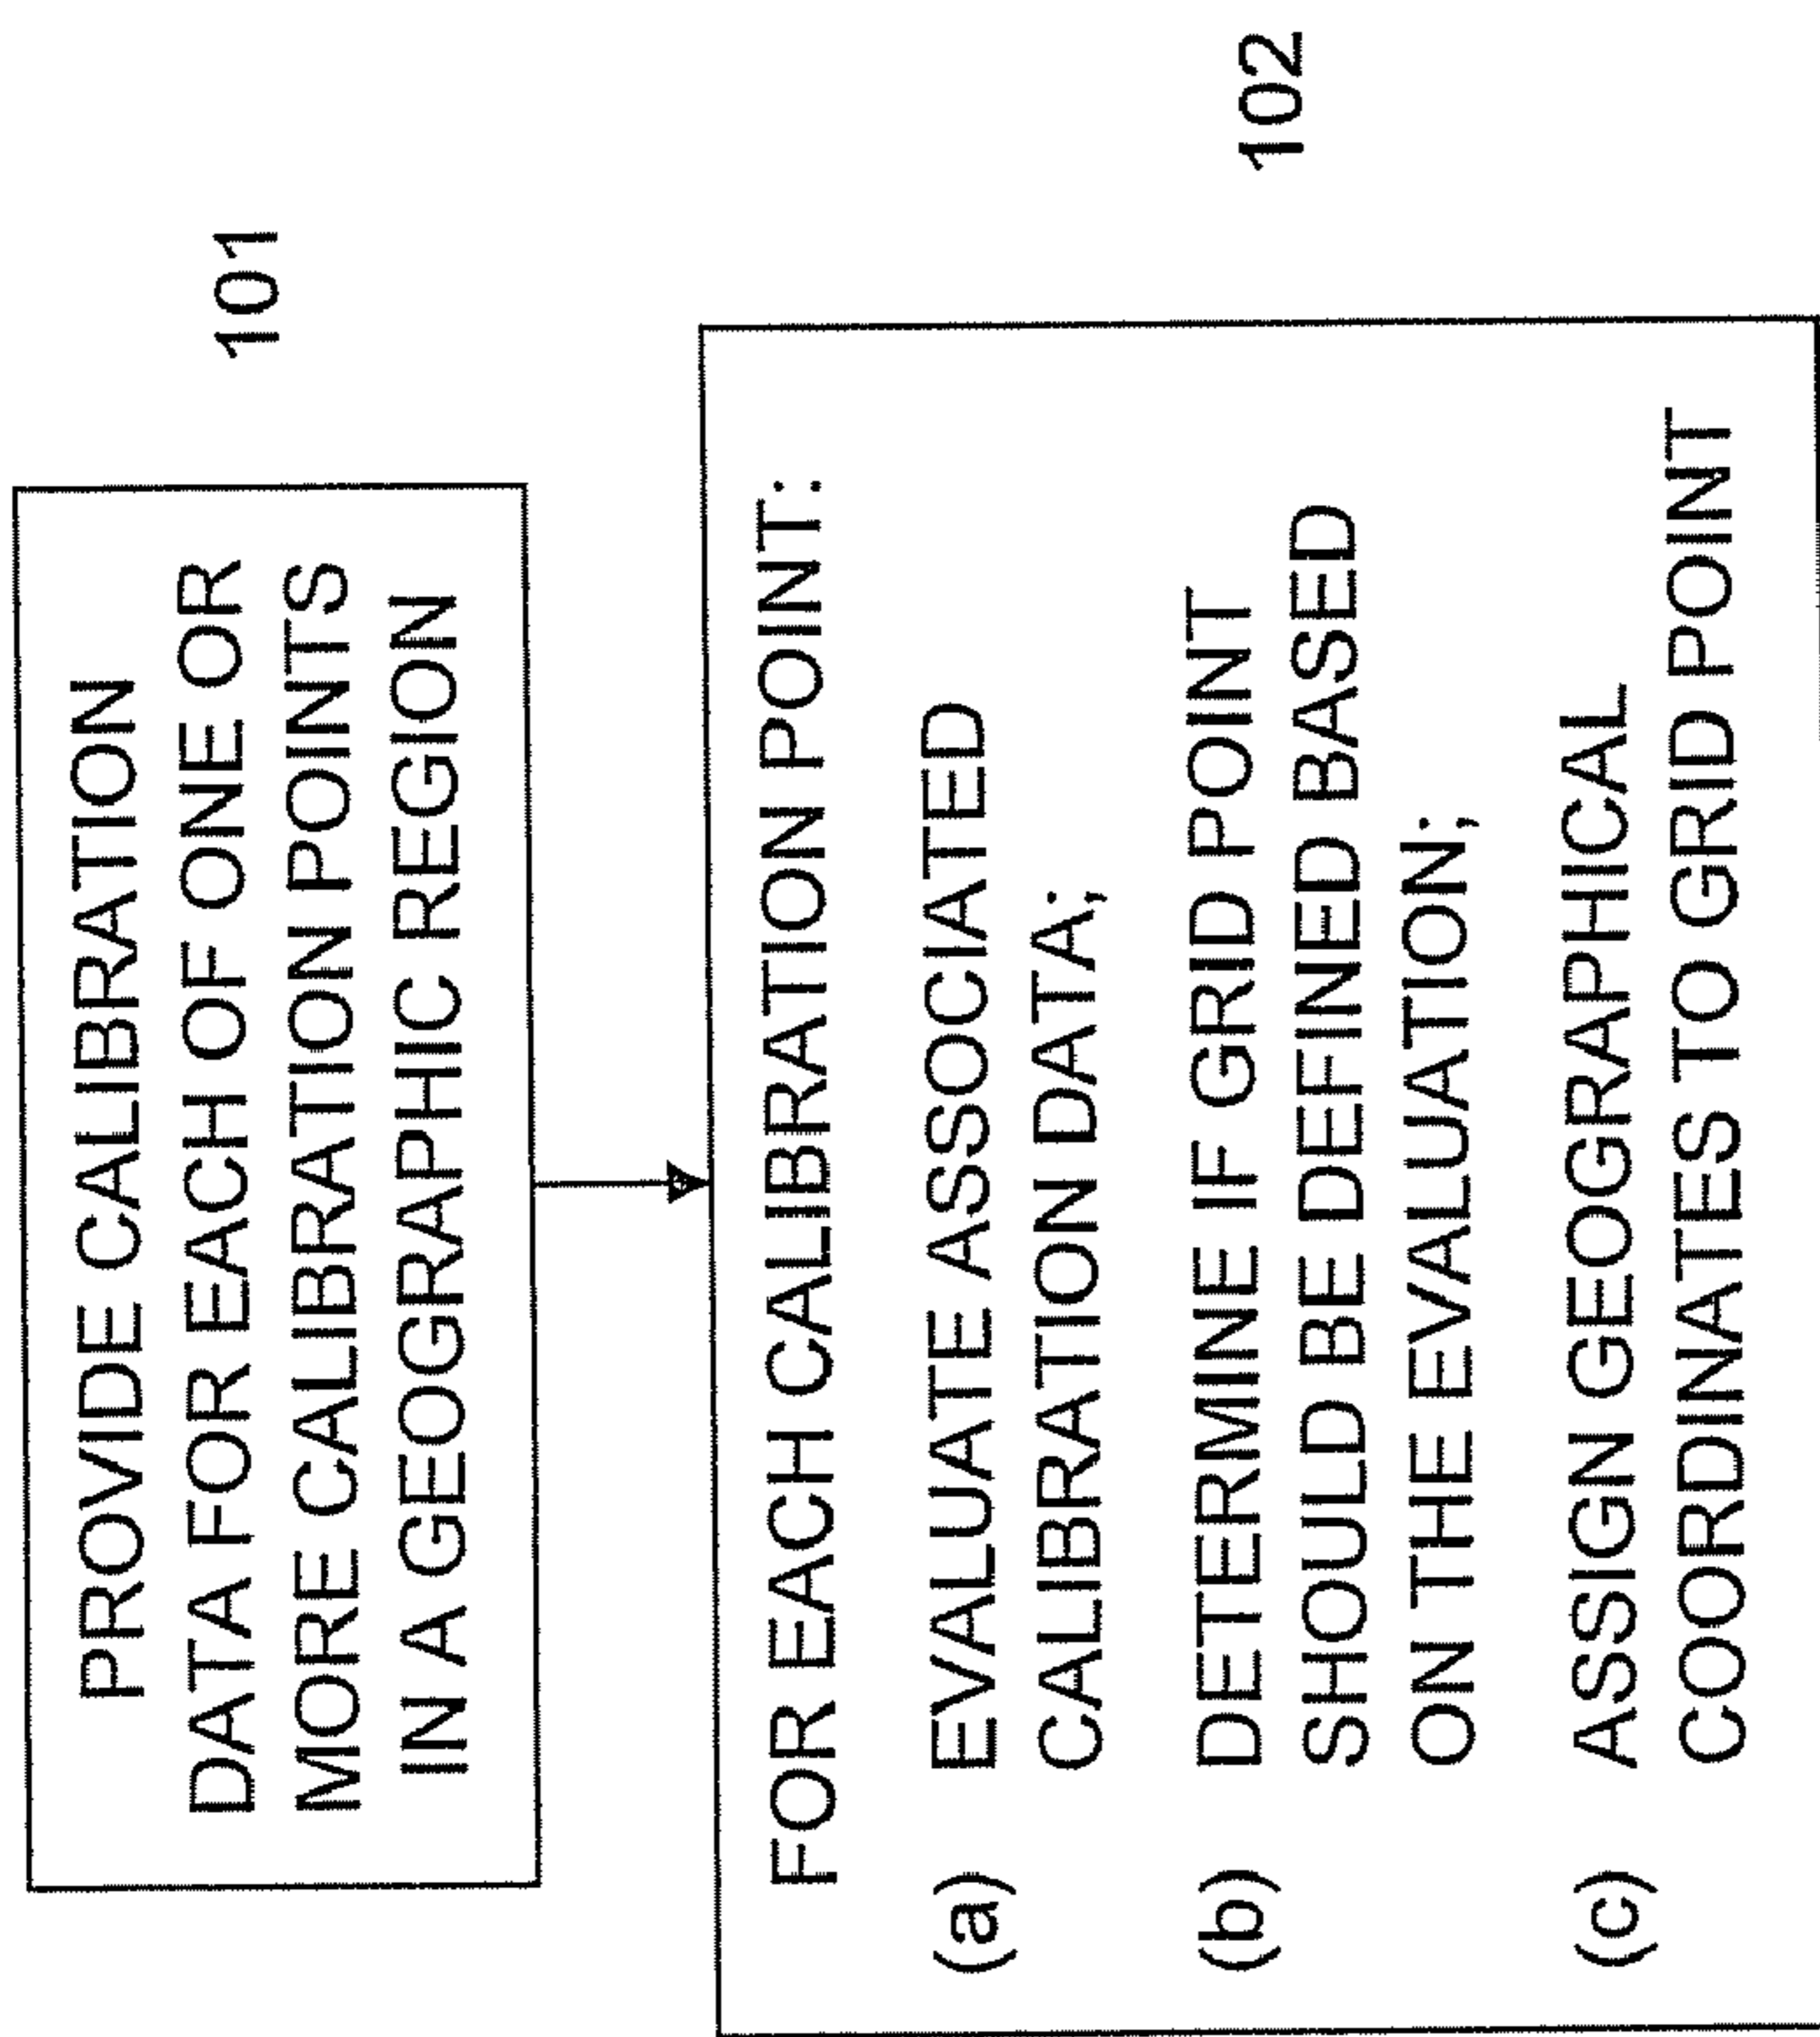 PROVIDE CALIBRATION
DATA FOR EACH OF ONE OR
MORE CALIBRATION POINTS
IN A GEOGRAPHIC REGION
101
FOR EACH CALIBRATION POINT:
(a) EVALUATE ASSOCIATED
CALIBRATION DATA;
(b) DETERMINE IF GRID POINT
SHOULD BE DEFINED BASED
ON THE EVALUATION;
(c) ASSIGN GEOGRAPHICAL
COORDINATES TO GRID POINT
102